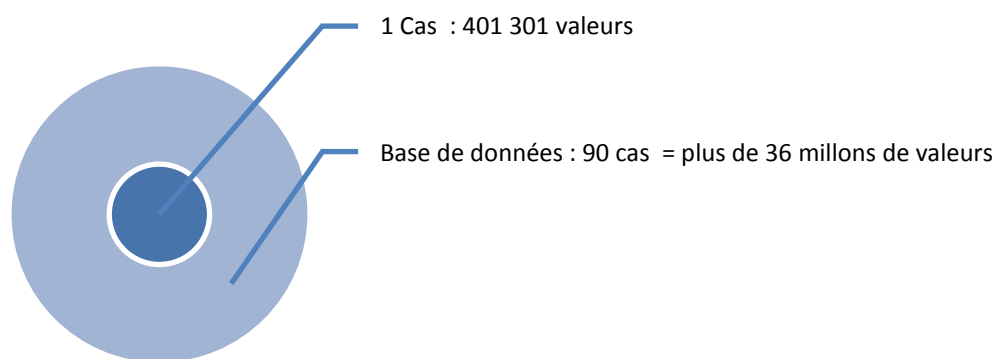 1 Cas : 401 301 valeurs
Base de données : 90 cas = plus de 36 millons de valeurs